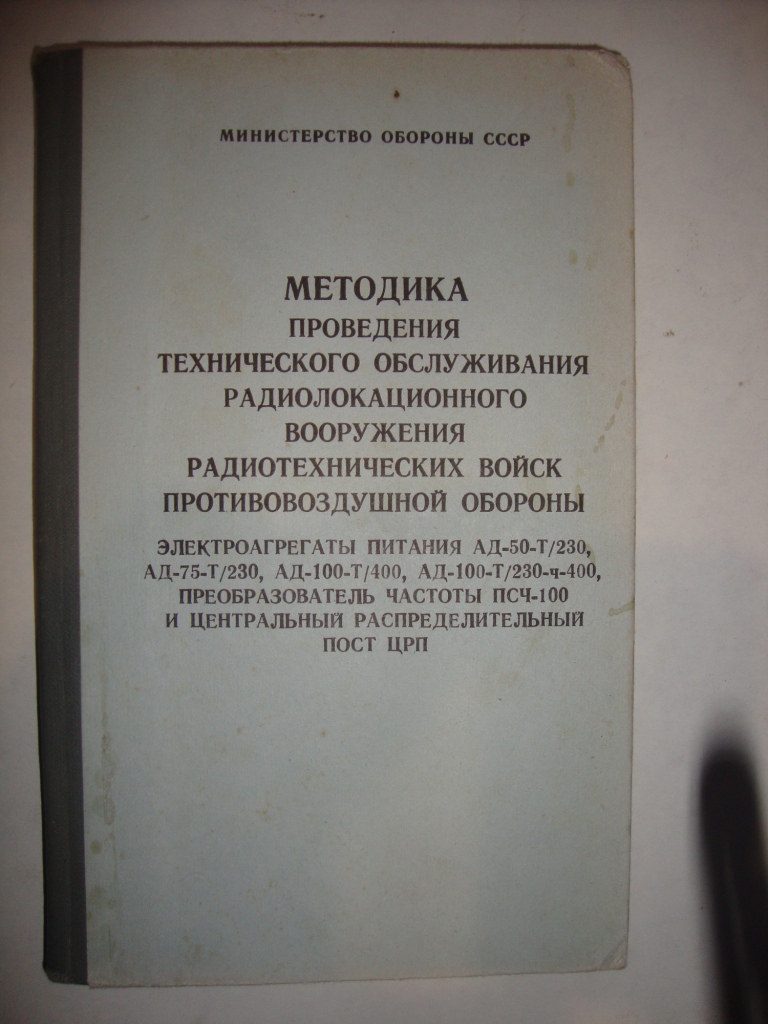 МИНИСТЕРСТВО ОБОРОНЫ СССР
МЕТОДИКА
ПРОВЕДЕНИЯ
ТЕХНИЧЕСКОГО ОБСЛУЖИВАНИЯ
РАДИОЛОКАЦИОННОГО
ВООРУЖЕНИЯ
РАДИОТЕХНИЧЕСКИХ ВОЙСК
ПРОТИВОВОЗДУШНОЙ ОБОРОНЫ
ЭЛЕКТРОАГРЕГАТЫ ПИТАНИЯ АД-50-Т/230,
АД-75-Т/230, АД-100-Т/400, АД-100-Т/230-ч-400,
ПРЕОБРАЗОВАТЕЛЬ ЧАСТОТЫ ПСЧ-100
И ЦЕНТРАЛЬНЫЙ РАСПРЕДЕЛИТЕЛЬНЫЙ
ПОСТ ЦРП